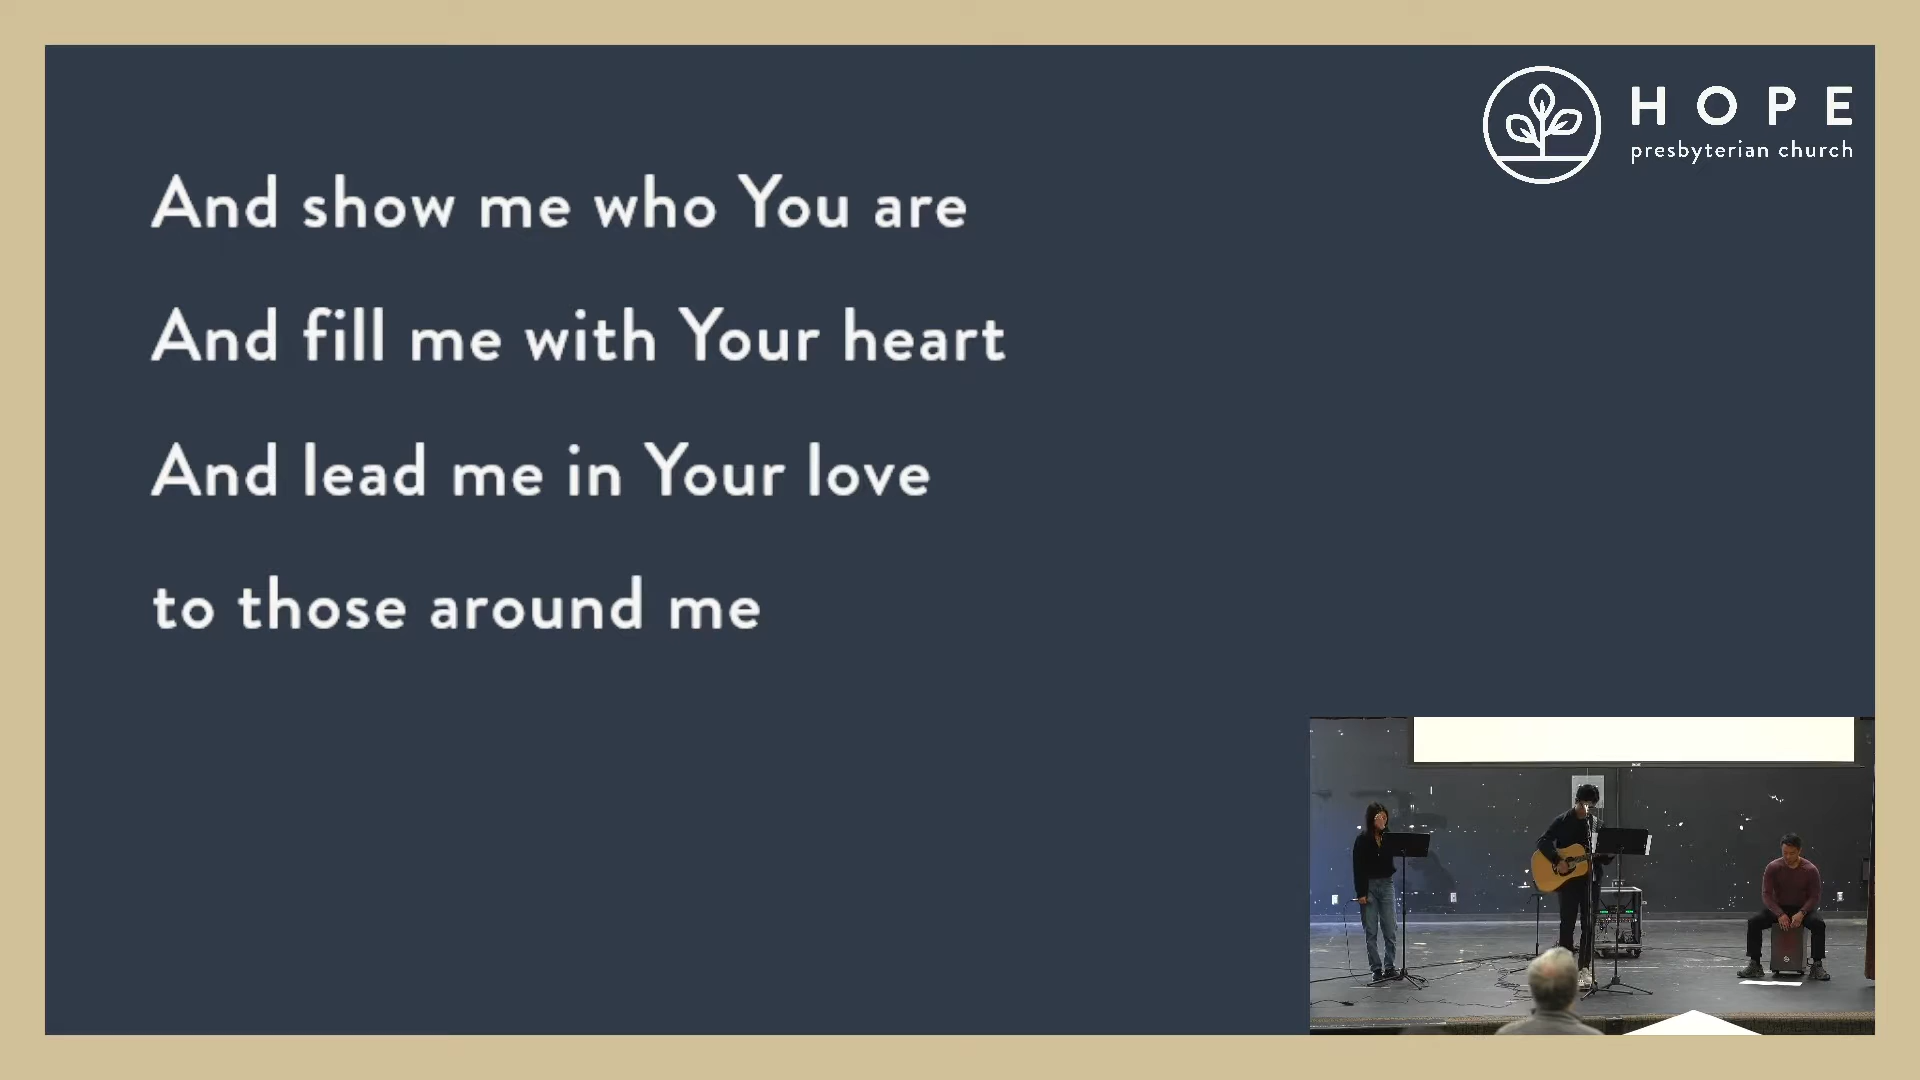 HOPE
presbyterian church
And show me who You are
And fill me with Your heart
And lead me in Your love
to those around me